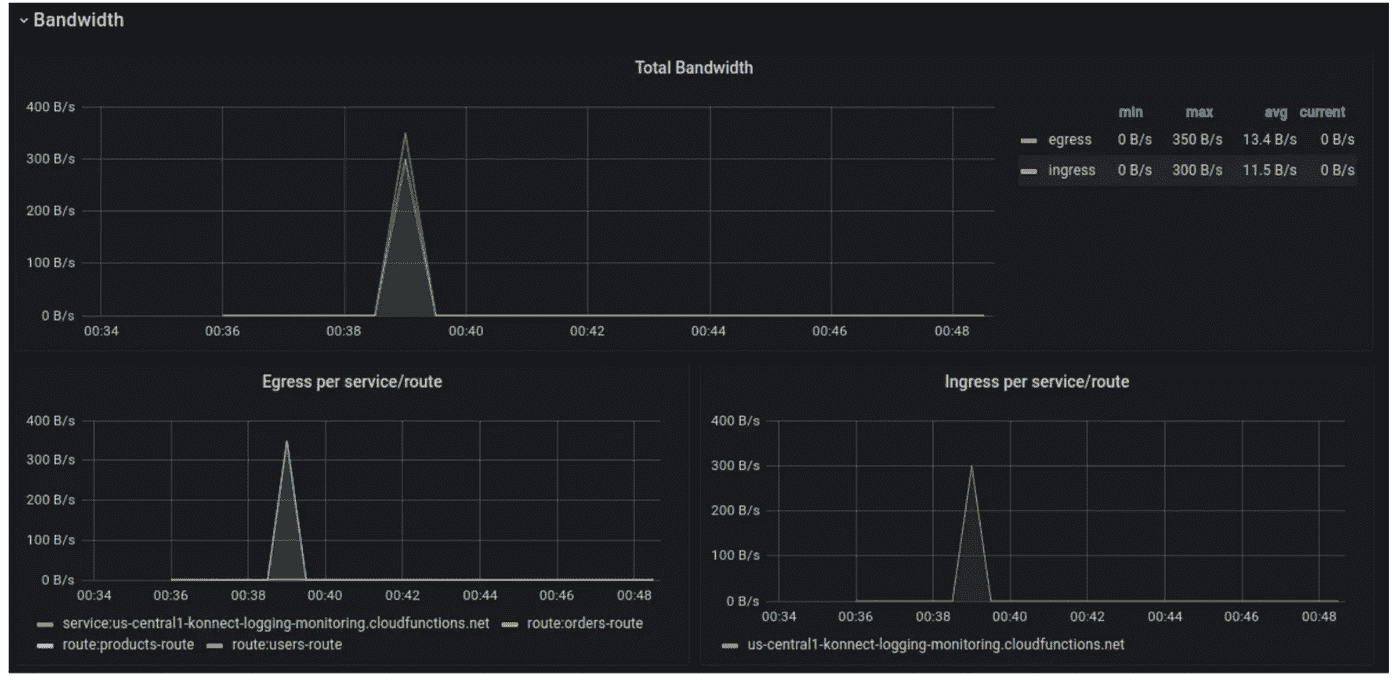 Bandwidth
Total Bandwidth
400 B/s
300 B/s
200 B/s
100 B/s
0 B/s
00:34 00:36 00:38 00:40 00:42 00:44 00:46 00:48
min max avg current
egress 0 B/s 350 B/s 13.4 B/s 0 B/s
ingress 0 B/s 300 B/s 11.5 B/s 0 B/s
Egress per service/route
400 B/s
300 B/s
200 B/s
100 B/s
0 B/s
00:34 00:36 00:38 00:40 00:42 00:44 00:46 00:48
service:us-central1-konnect-logging-monitoring.cloudfunctions.net route:orders-route
route:products-route route:users-route
Ingress per service/route
400 B/s
300 B/s
200 B/s
100 B/s
0 B/s
00:34 00:36 00:38 00:40 00:42 00:44 00:46 00:48
us-central1-konnect-logging-monitoring.cloudfunctions.net